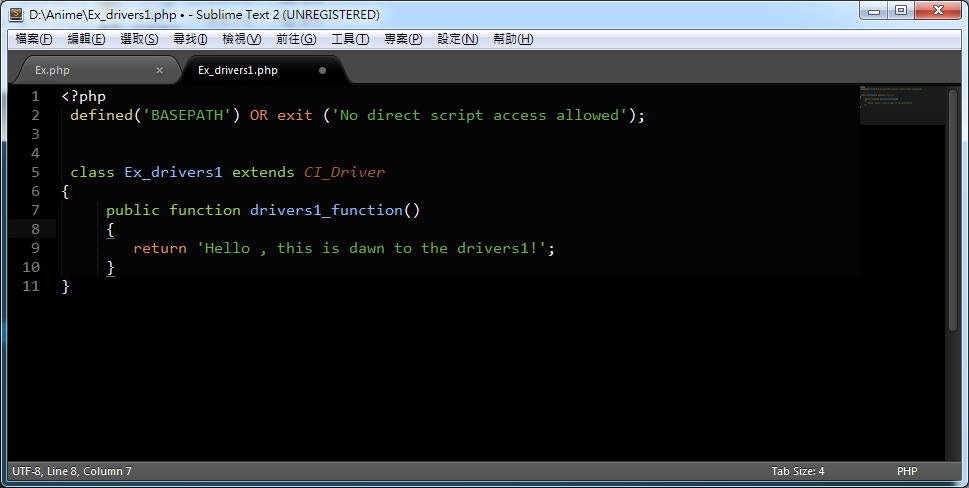 D:\Anime\Ex_drivers1.php • - Sublime Text 2 (UNREGISTERED)
檔案(F) 編輯(E) 選取(S) 尋找(I) 檢視(V) 前往(G) 工具(T) 專案(P) 設定(N) 幫助(H)
Ex.php × Ex_drivers1.php
1 <?php
2 defined('BASEPATH') OR exit ('No direct script access allowed');
3
4
5 class Ex_drivers1 extends CI_Driver
6 {
7 public function drivers1_function()
8 {
9 return 'Hello , this is dawn to the drivers1!';
10 }
11 }
UTF-8, Line 8, Column 7 Tab Size: 4 PHP